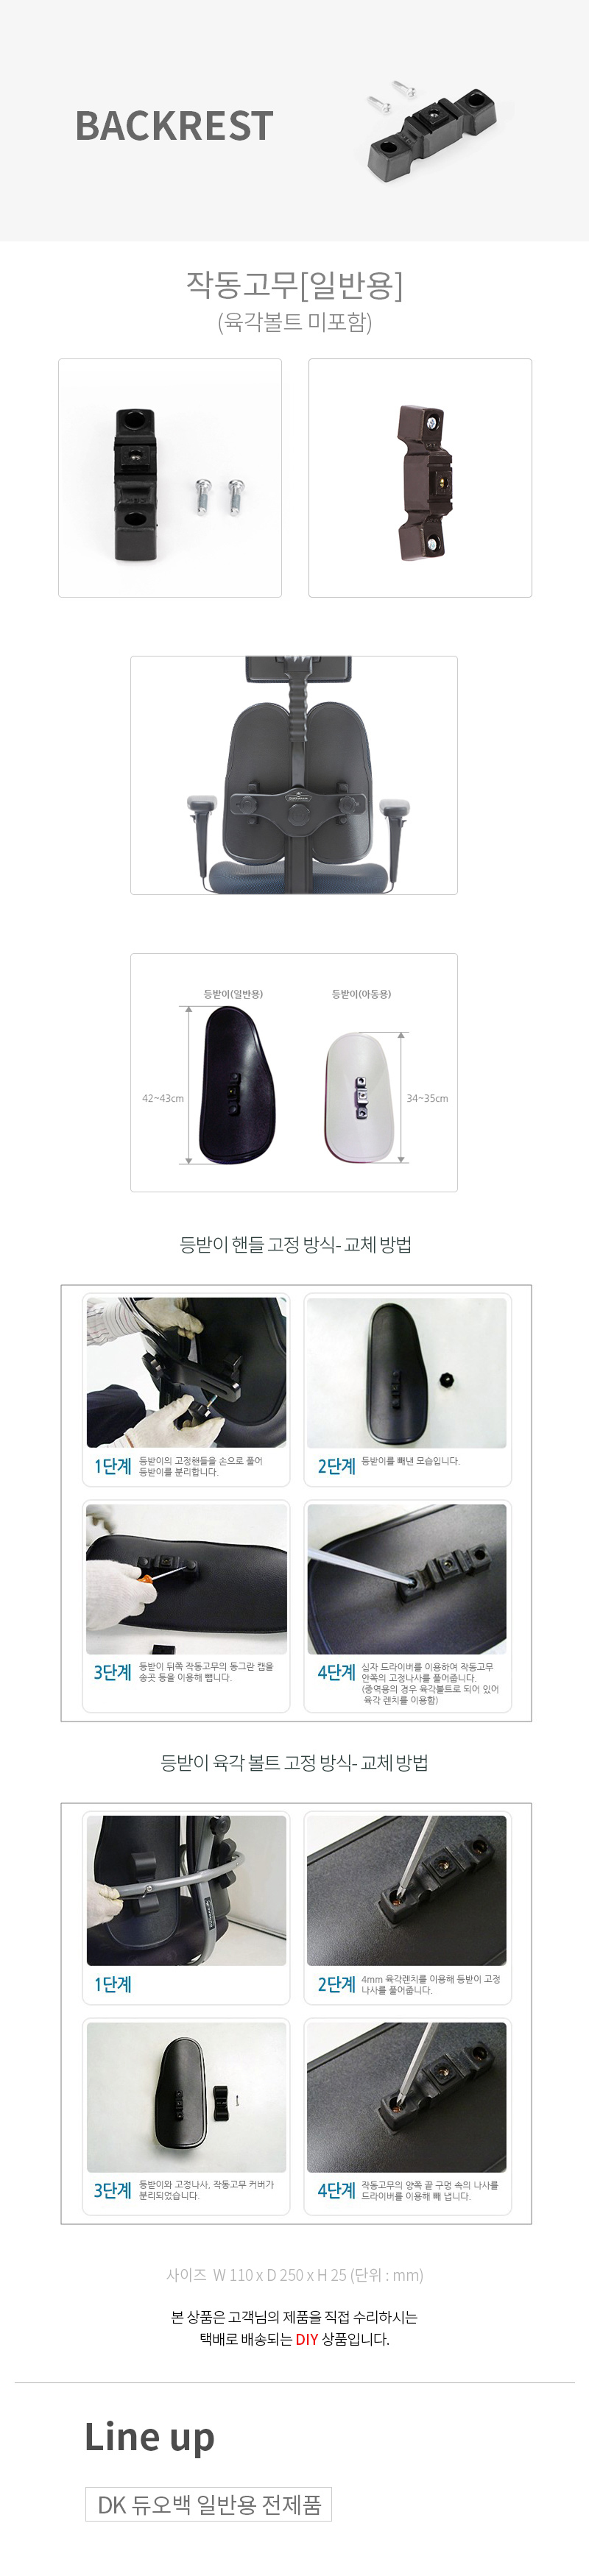 BACKREST
작동고무[일반용]
(육각볼트 미포함)
등받이(일반용)
등받이(아동용)
42~43cm
34~35cm
등받이 핸들 고정 방식- 교체 방법
1단계
등받이의 고정핸들을 손으로 풀어
등받이를 분리합니다.
2단계
등받이를 빼낸 모습입니다.
3단계
등받이 뒤쪽 작동고무의 동그란 캡을
송곳 등을 이용해 뺍니다.
4단계
십자 드라이버를 이용하여 작동고무
안쪽의 고정나사를 풀어줍니다.
(중역용의 경우 육각볼트로 되어 있어
육각 렌치를 이용함)
등받이 육각 볼트 고정 방식- 교체 방법
1단계
2단계
4mm 육각렌치를 이용해 등받이 고정
나사를 풀어줍니다.
3단계
등받이와 고정나사, 작동고무 커버가
분리되었습니다.
4단계
작동고무의 양쪽 끝 구멍 속의 나사를
드라이버를 이용해 빼 냅니다.
사이즈 W 110 x D 250 x H 25 (단위 : mm)
본 상품은 고객님의 제품을 직접 수리하시는
택배로 배송되는 DIY 상품입니다.
Line up
DK 듀오백 일반용 전제품